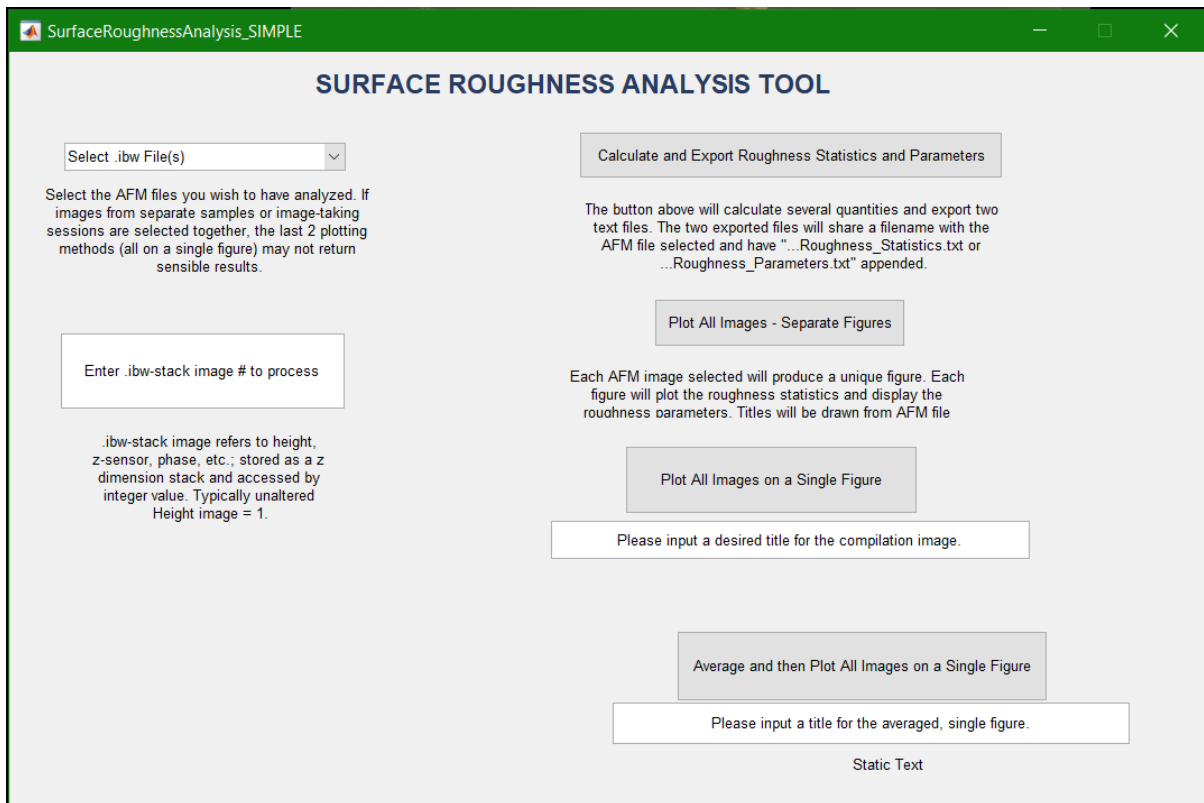 SurfaceRoughnessAnalysis_SIMPLE
SURFACE ROUGHNESS ANALYSIS TOOL
Select .ibw File(s)
Select the AFM files you wish to have analyzed. If
images from separate samples or image-taking
sessions are selected together, the last 2 plotting
methods (all on a single figure) may not return
sensible results.
Enter .ibw-stack image # to process
.ibw-stack image refers to height,
z-sensor, phase, etc.; stored as a z
dimension stack and accessed by
integer value. Typically unaltered
Height image = 1.
Calculate and Export Roughness Statistics and Parameters
The button above will calculate several quantities and export two
text files. The two exported files will share a filename with the
AFM file selected and have "...Roughness_Statistics.txt or
...Roughness_Parameters.txt" appended.
Plot All Images - Separate Figures
Each AFM image selected will produce a unique figure. Each
figure will plot the roughness statistics and display the
roughness parameters. Titles will be drawn from AFM file
Plot All Images on a Single Figure
Please input a desired title for the compilation image.
Average and then Plot All Images on a Single Figure
Please input a title for the averaged, single figure.
Static Text